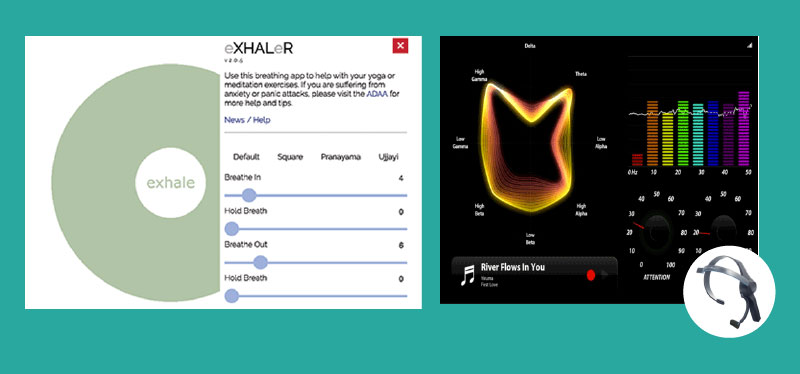 eXHALeR
v 2.0.5
Use this breathing app to help with your yoga or
meditation exercises. If you are suffering from
anxiety or panic attacks, please visit the ADAA for
more help and tips.
News / Help
Default Square Pranayama Ujjayi
Breathe In 4
Hold Breath 0
Breathe Out 6
Hold Breath 0
exhale
Delta
High
Gamma
Theta
Low
Gamma
Low
Alpha
High
Beta
High
Alpha
Low
Beta
River Flows In You
Yiruma
First Love
0 Hz 10 20 30 40 50
40 50 60
30 70
20 80
10 90
0 100
ATTENTION
40 50 60
30 70
20 80